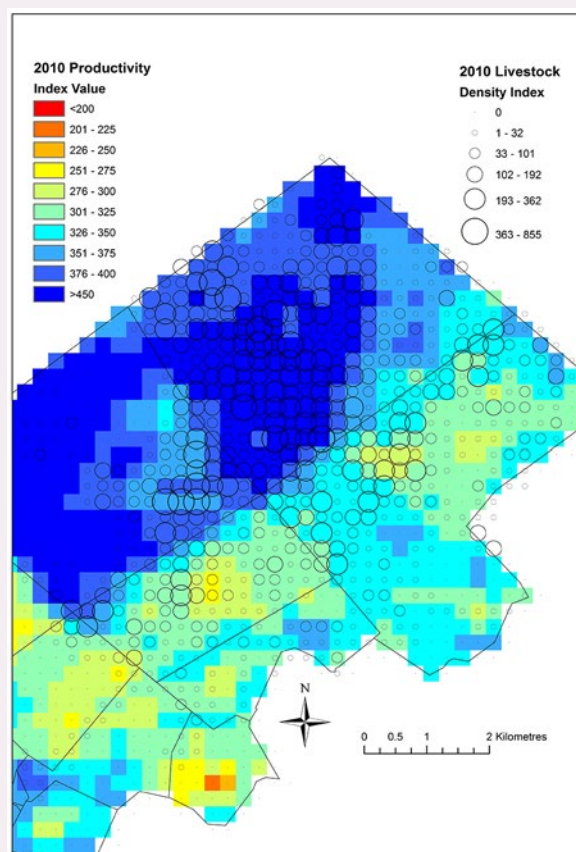 2010 Productivity
Index Value
<200
201 - 225
226 - 250
251 - 275
276 - 300
301 - 325
326 - 350
351 - 375
376 - 400
>450
2010 Livestock
Density Index
0
1 - 32
33 - 101
102 - 192
193 - 362
363 - 855
N
0 0.5 1 2 Kilometres